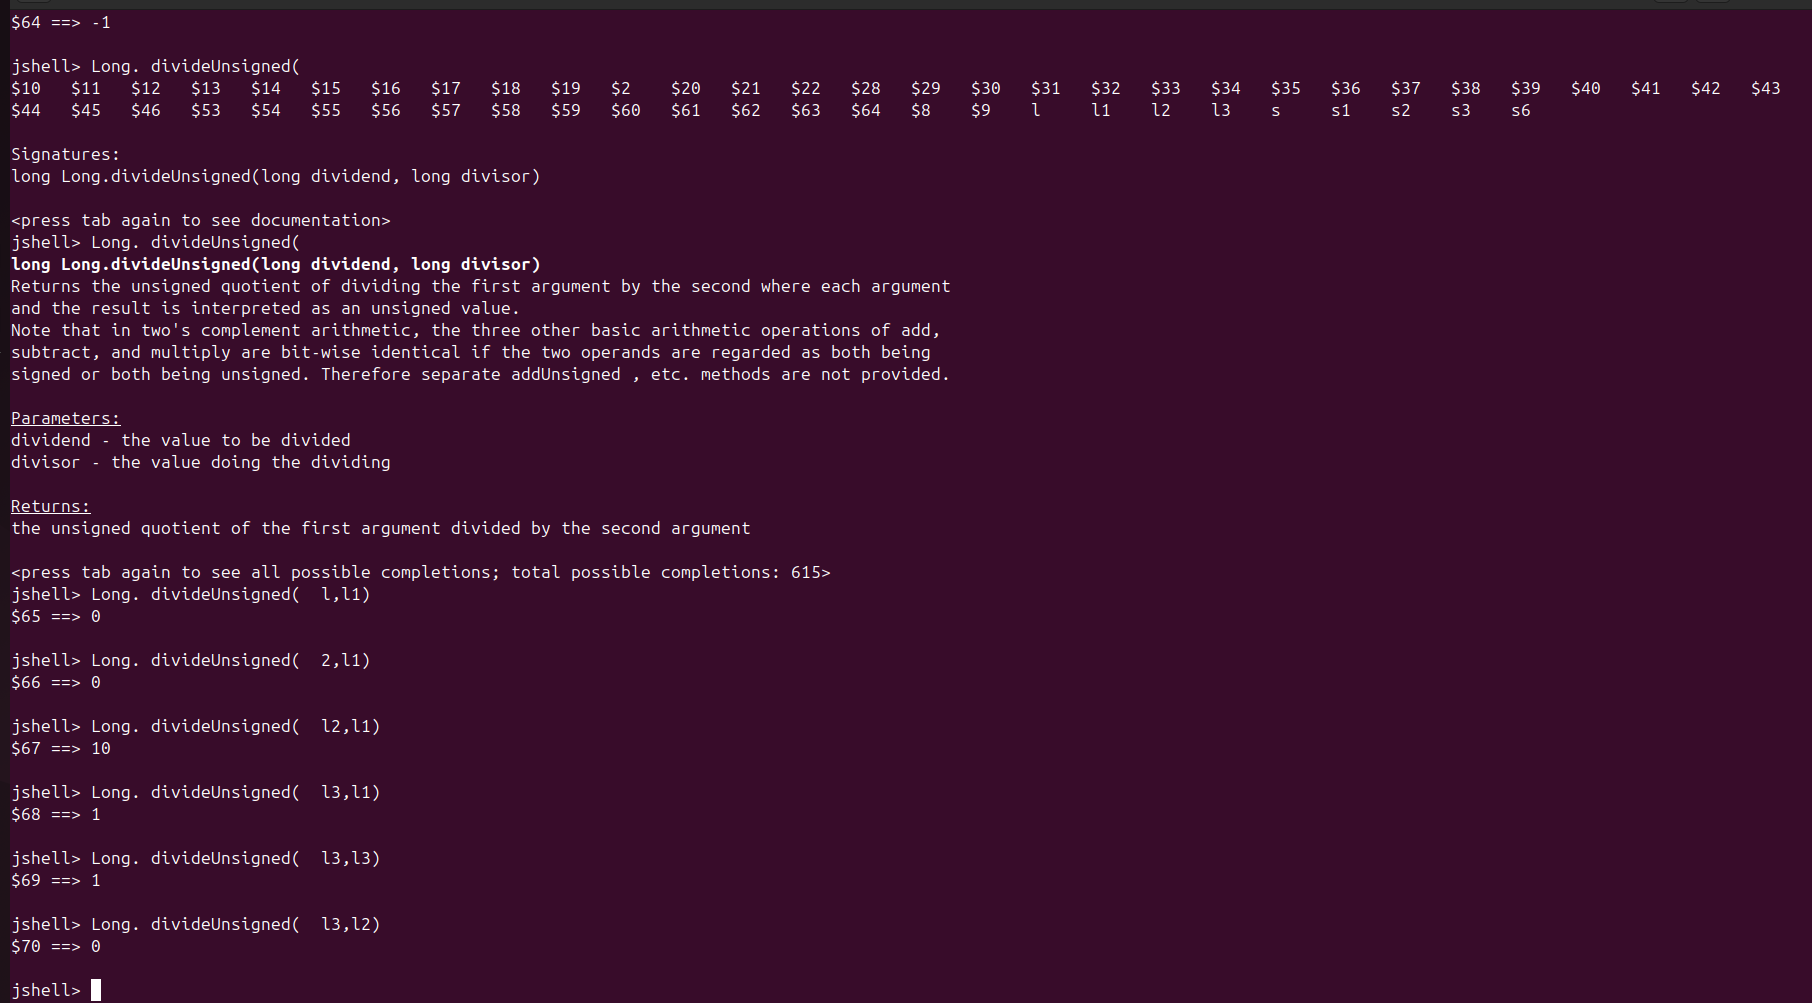 $64 ==> -1
jshell> Long. divideUnsigned(
$10   $11   $12   $13   $14   $15   $16   $17   $18   $19   $2    $20   $21   $22   $28   $29   $30   $31   $32   $33   $34   $35   $36   $37   $38   $39   $40   $41   $42   $43
$44   $45   $46   $53   $54   $55   $56   $57   $58   $59   $60   $61   $62   $63   $64   $8    $9    l     l1    l2    l3    s     s1    s2    s3    s6
Signatures:
long Long.divideUnsigned(long dividend, long divisor)
<press tab again to see documentation>
jshell> Long. divideUnsigned(
long Long.divideUnsigned(long dividend, long divisor)
Returns the unsigned quotient of dividing the first argument by the second where each argument
and the result is interpreted as an unsigned value.
Note that in two's complement arithmetic, the three other basic arithmetic operations of add,
subtract, and multiply are bit-wise identical if the two operands are regarded as both being
signed or both being unsigned. Therefore separate addUnsigned , etc. methods are not provided.
Parameters:
dividend - the value to be divided
divisor - the value doing the dividing
Returns:
the unsigned quotient of the first argument divided by the second argument
<press tab again to see all possible completions; total possible completions: 615>
jshell> Long. divideUnsigned(  l,l1)
$65 ==> 0
jshell> Long. divideUnsigned(  2,l1)
$66 ==> 0
jshell> Long. divideUnsigned(  l2,l1)
$67 ==> 10
jshell> Long. divideUnsigned(  l3,l1)
$68 ==> 1
jshell> Long. divideUnsigned(  l3,l3)
$69 ==> 1
jshell> Long. divideUnsigned(  l3,l2)
$70 ==> 0
jshell>